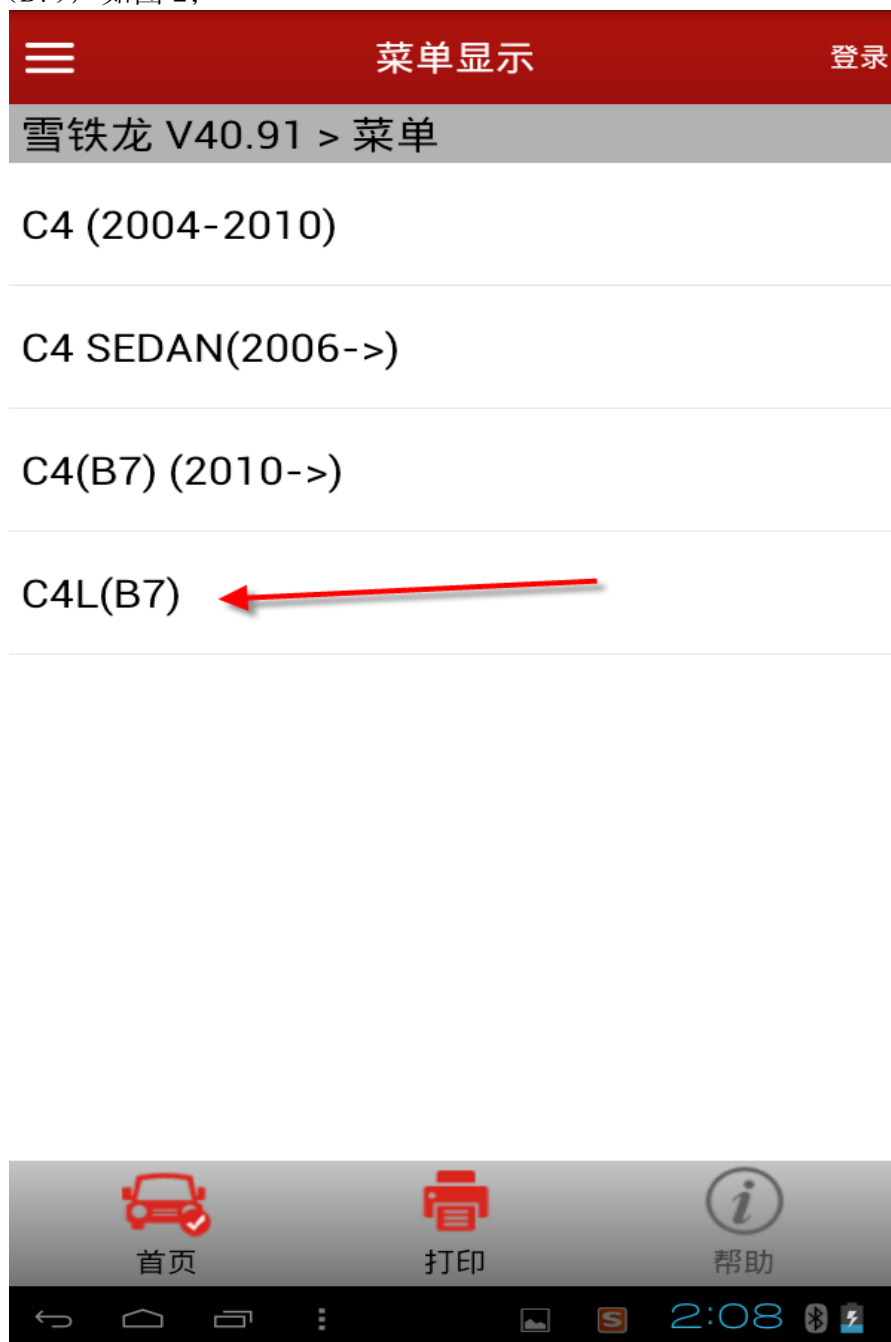 菜单显示
登录
雪铁龙 V40.91 > 菜单
C4 (2004-2010)
C4 SEDAN(2006->)
C4(B7) (2010->)
C4L(B7)
首页
打印
帮助
2:08